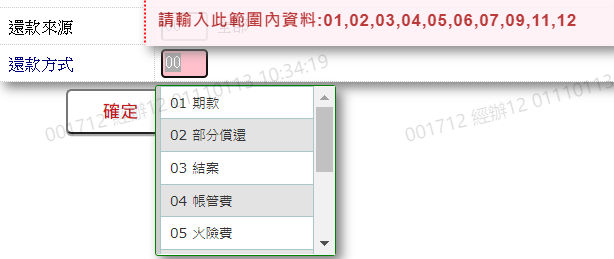 請輸入此範圍內資料:01,02,03,04,05,06,07,09,11,12
還款來源
還款方式 00
確定
01 期款
02 部分償還
03 結案
04 帳管費
05 火險費
001712 經辦12 01110113 10:34:19
001712 經辦12 01110113